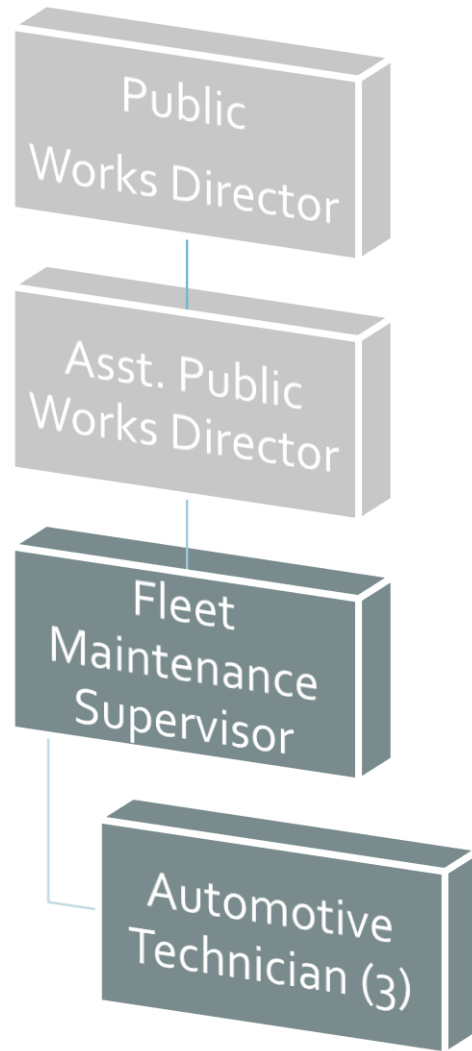 Public
Works Director
Asst. Public
Works Director
Fleet
Maintenance
Supervisor
Automotive
Technician (3)